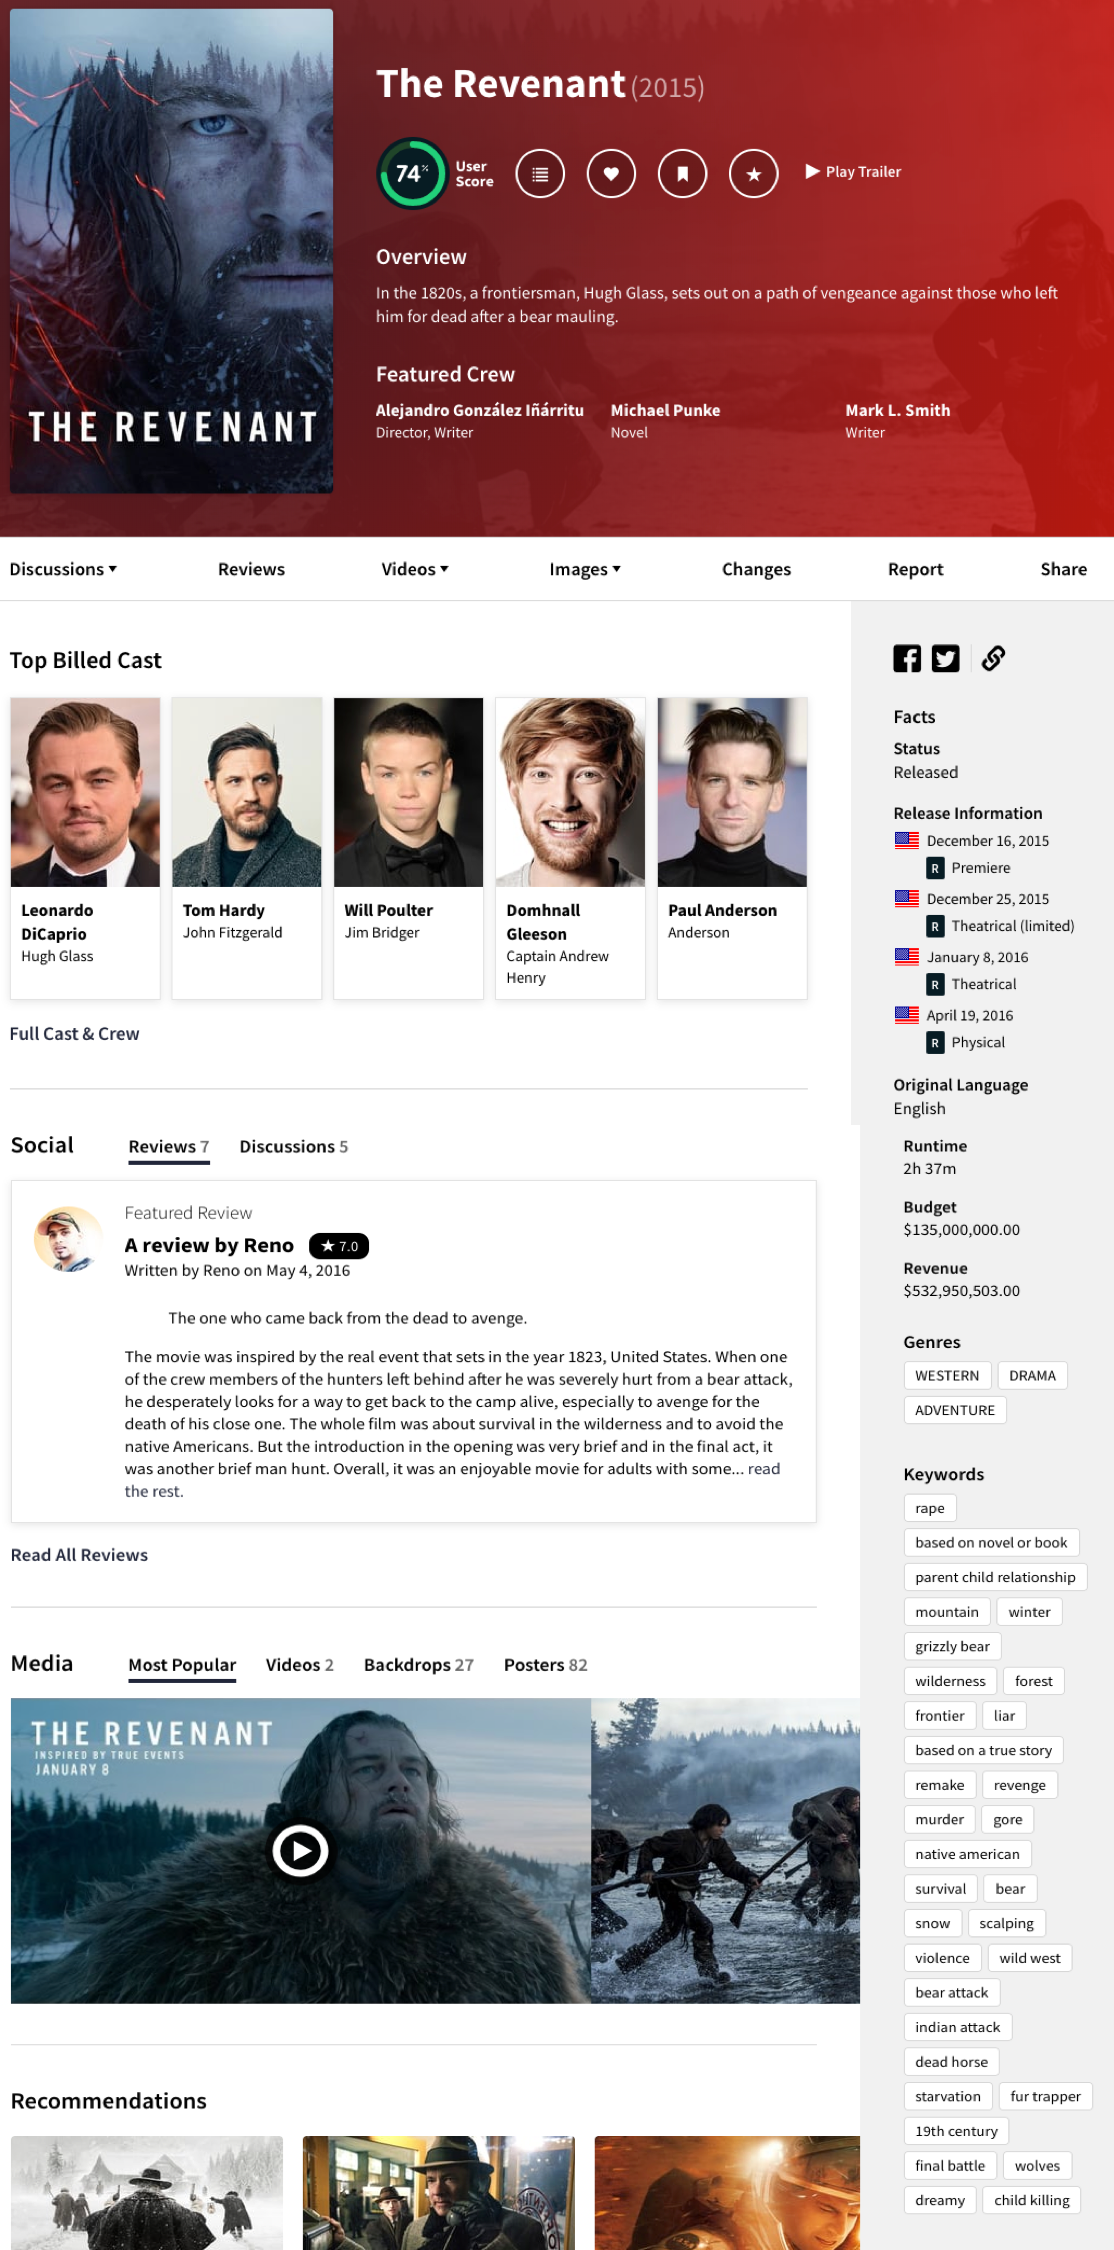 THE REVENANT
The Revenant (2015)
74%
User
Score
Play Trailer
Overview
In the 1820s, a frontiersman, Hugh Glass, sets out on a path of vengeance against those who left
him for dead after a bear mauling.
Featured Crew
Alejandro González Iñárritu
Director, Writer
Michael Punke
Novel
Mark L. Smith
Writer
Discussions
Reviews
Videos
Images
Changes
Report
Share
Top Billed Cast
Leonardo
DiCaprio
Hugh Glass
Tom Hardy
John Fitzgerald
Will Poulter
Jim Bridger
Domhnall
Gleeson
Captain Andrew
Henry
Paul Anderson
Anderson
Full Cast & Crew
Social
Reviews 7
Discussions 5
Featured Review
A review by Reno
★ 7.0
Written by Reno on May 4, 2016
The one who came back from the dead to avenge.
The movie was inspired by the real event that sets in the year 1823, United States. When one
of the crew members of the hunters left behind after he was severely hurt from a bear attack,
he desperately looks for a way to get back to the camp alive, especially to avenge for the
death of his close one. The whole film was about survival in the wilderness and to avoid the
native Americans. But the introduction in the opening was very brief and in the final act, it
was another brief man hunt. Overall, it was an enjoyable movie for adults with some... read
the rest.
Read All Reviews
Media
Most Popular
Videos 2
Backdrops 27
Posters 82
THE REVENANT
INSPIRED BY TRUE EVENTS
JANUARY 8
Recommendations
Facts
Status
Released
Release Information
December 16, 2015
R Premiere
December 25, 2015
R Theatrical (limited)
January 8, 2016
R Theatrical
April 19, 2016
R Physical
Original Language
English
Runtime
2h 37m
Budget
$135,000,000.00
Revenue
$532,950,503.00
Genres
WESTERN DRAMA
ADVENTURE
Keywords
rape
based on novel or book
parent child relationship
mountain winter
grizzly bear
wilderness forest
frontier liar
based on a true story
remake revenge
murder gore
native american
survival bear
snow scalping
violence wild west
bear attack
indian attack
dead horse
starvation fur trapper
19th century
final battle wolves
dreamy child killing